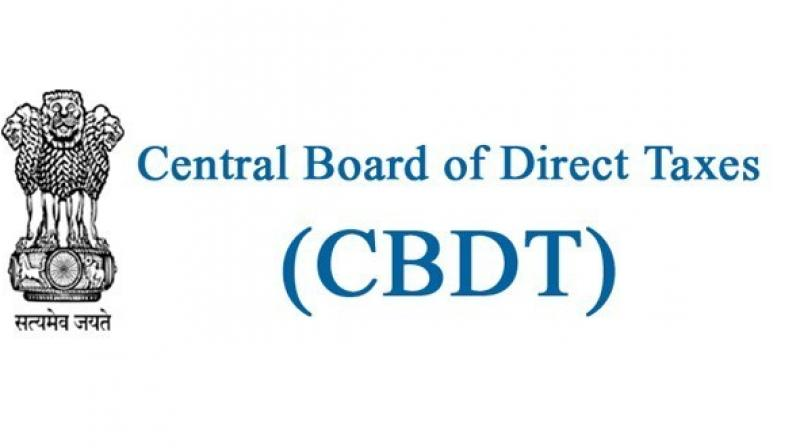 Central Board of Direct Taxes
(CBDT)
सत्यमेव जयते